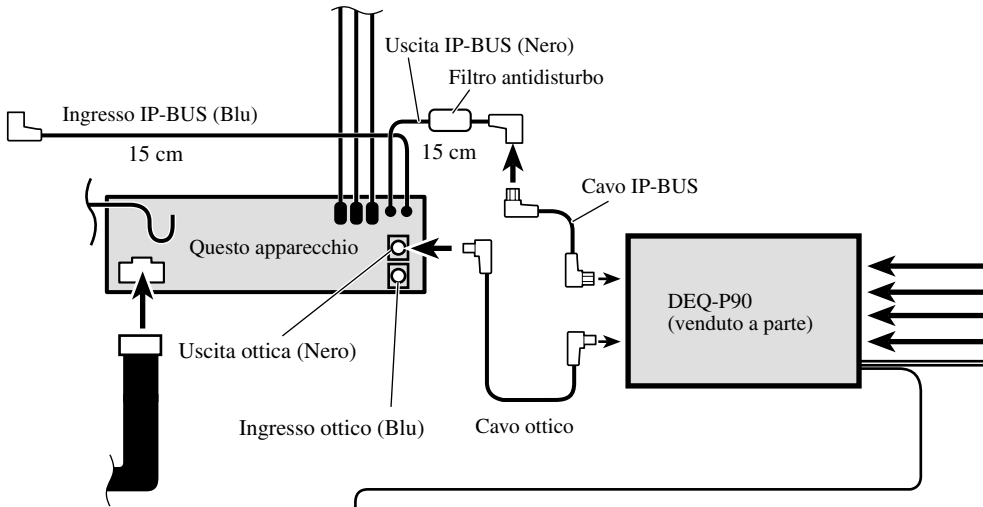 Uscita IP-BUS (Nero)
Filtro antidisturbo
Ingresso IP-BUS (Blu)
15 cm
15 cm
Cavo IP-BUS
Questo apparecchio
DEQ-P90
(venduto a parte)
Uscita ottica (Nero)
Ingresso ottico (Blu)
Cavo ottico